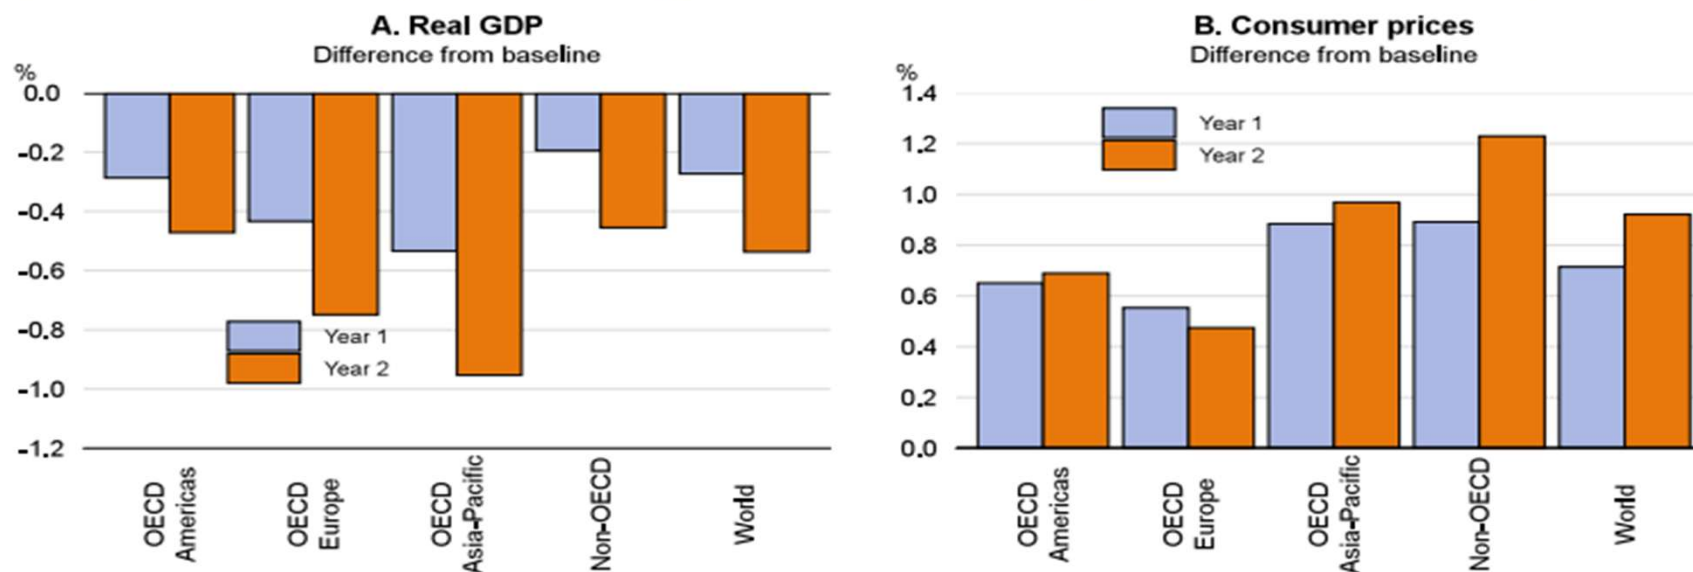 A. Real GDP
Difference from baseline
%
0.0
-0.2
-0.4
-0.6
-0.8
-1.0
-1.2
Year 1
Year 2
OECD
Americas
OECD
Europe
OECD
Asia-Pacific
Non-OECD
World
B. Consumer prices
Difference from baseline
%
1.4
1.2
1.0
0.8
0.6
0.4
0.2
0.0
Year 1
Year 2
OECD
Americas
OECD
Europe
OECD
Asia-Pacific
Non-OECD
World